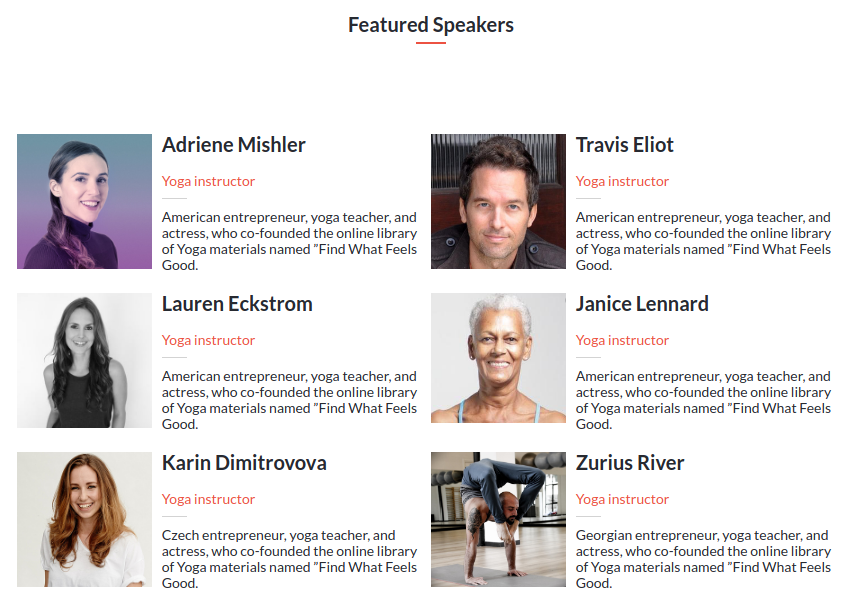 Featured Speakers
Adriene Mishler
Yoga instructor
American entrepreneur, yoga teacher, and
actress, who co-founded the online library
of Yoga materials named ”Find What Feels
Good.
Travis Eliot
Yoga instructor
American entrepreneur, yoga teacher, and
actress, who co-founded the online library
of Yoga materials named ”Find What Feels
Good.
Lauren Eckstrom
Yoga instructor
American entrepreneur, yoga teacher, and
actress, who co-founded the online library
of Yoga materials named ”Find What Feels
Good.
Janice Lennard
Yoga instructor
American entrepreneur, yoga teacher, and
actress, who co-founded the online library
of Yoga materials named ”Find What Feels
Good.
Karin Dimitrovova
Yoga instructor
Czech entrepreneur, yoga teacher, and
actress, who co-founded the online library
of Yoga materials named ”Find What Feels
Good.
Zurius River
Yoga instructor
Georgian entrepreneur, yoga teacher, and
actress, who co-founded the online library
of Yoga materials named ”Find What Feels
Good.